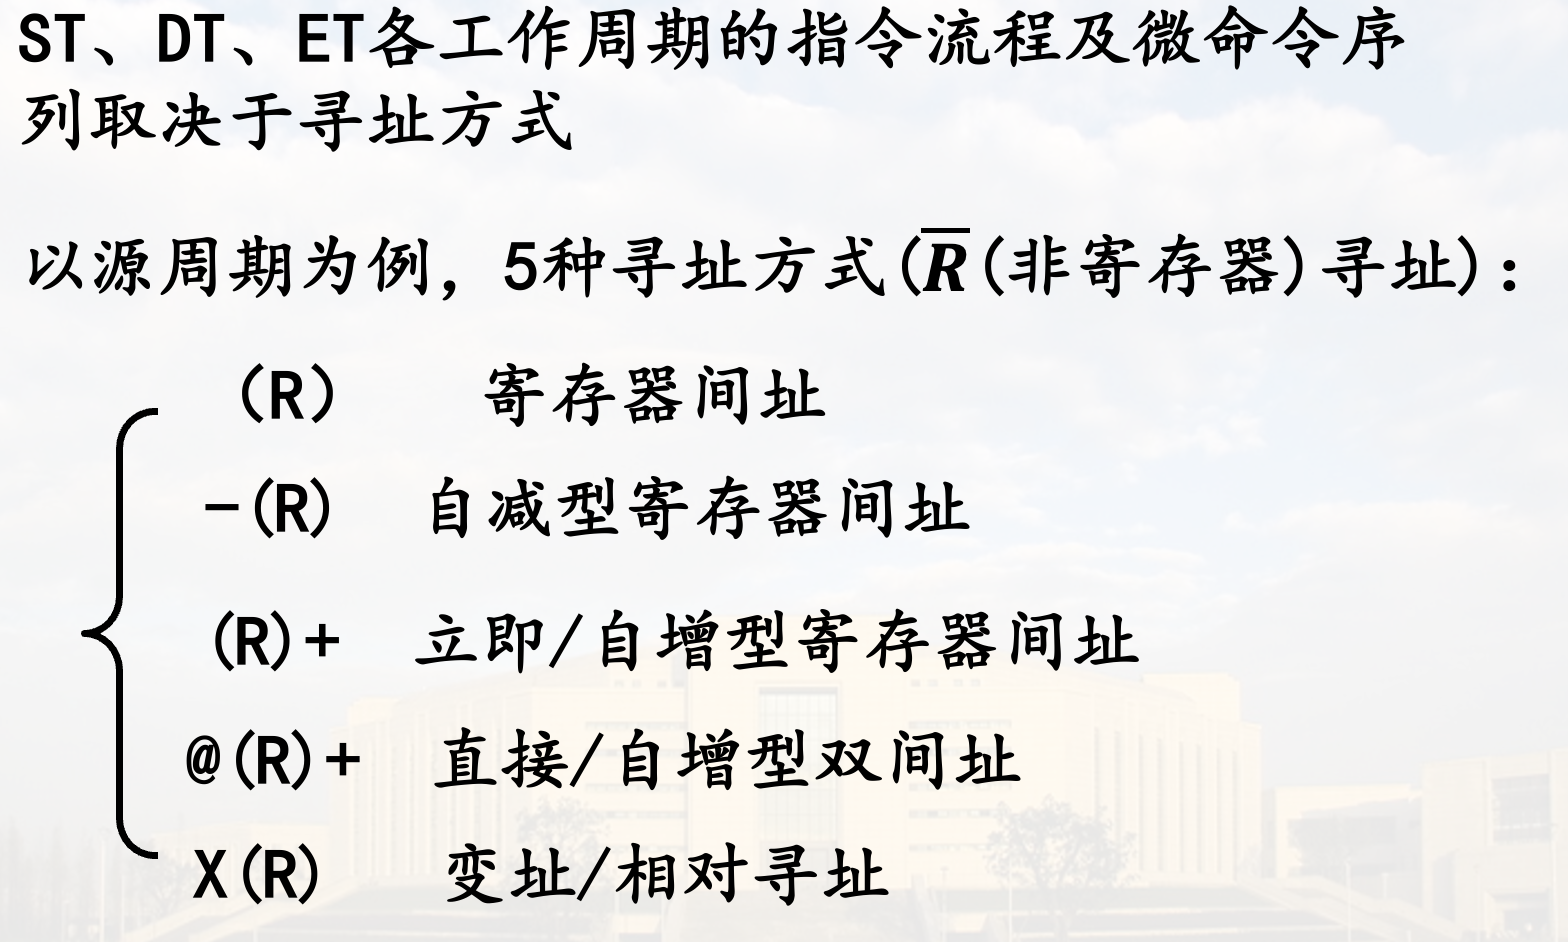 ST、DT、ET各工作周期的指令流程及微命令序
列取决于寻址方式
以源周期为例，5种寻址方式(R̅(非寄存器)寻址)：
(R) 寄存器间址
-(R) 自减型寄存器间址
(R)+ 立即/自增型寄存器间址
@(R)+ 直接/自增型双间址
X(R) 变址/相对寻址